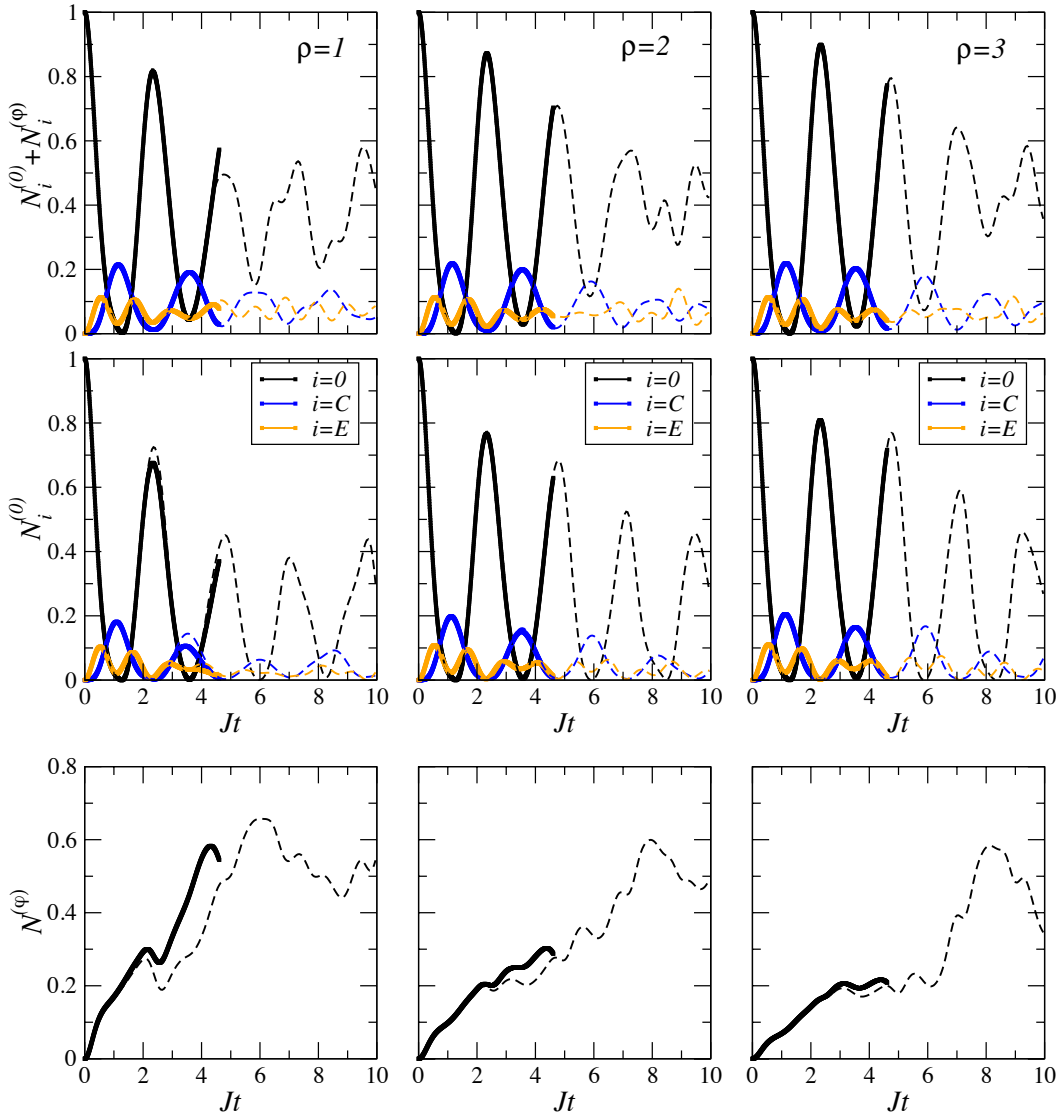 ρ=1 ρ=2 ρ=3
N_i^(0)+N_i^(φ)
1
0.8
0.6
0.4
0.2
0
N_i^(0)
1
0.8
0.6
0.4
0.2
0
i=0 i=0 i=0
i=C i=C i=C
i=E i=E i=E
0 2 4 6 8 10 0 2 4 6 8 10 0 2 4 6 8 10
Jt Jt Jt
N^(φ)
0.8
0.6
0.4
0.2
0
0 2 4 6 8 10 0 2 4 6 8 10 0 2 4 6 8 10
Jt Jt Jt